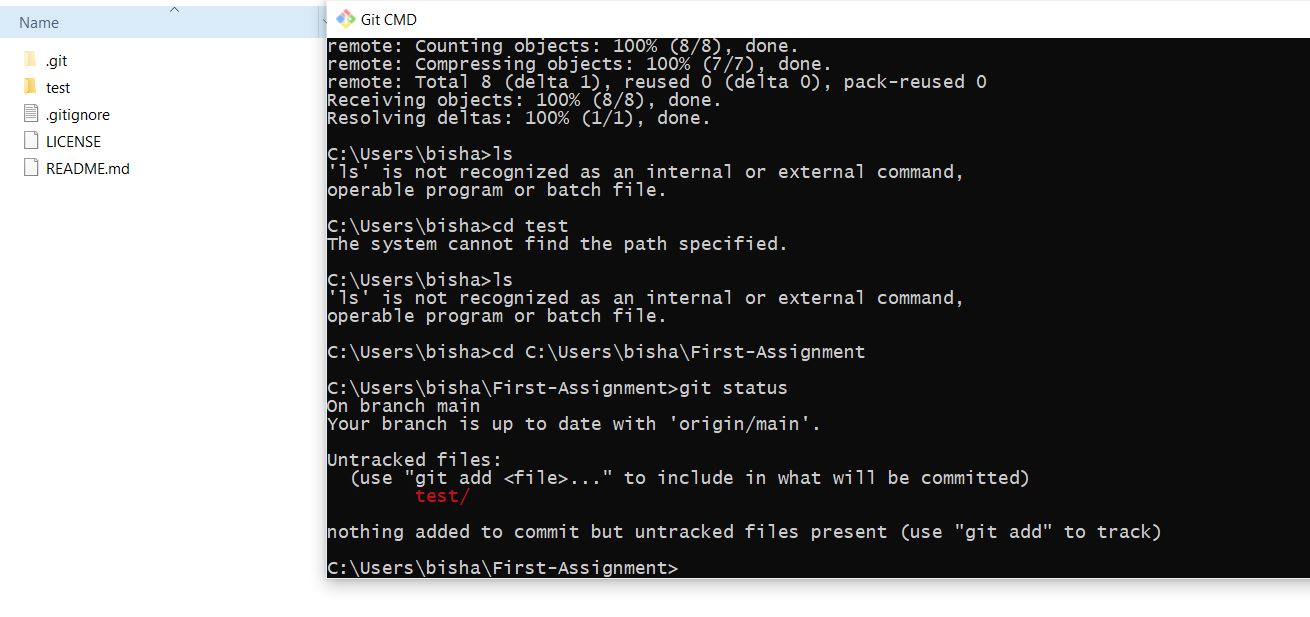 Name
.git
test
.gitignore
LICENSE
README.md
Git CMD
remote: Counting objects: 100% (8/8), done.
remote: Compressing objects: 100% (7/7), done.
remote: Total 8 (delta 1), reused 0 (delta 0), pack-reused 0
Receiving objects: 100% (8/8), done.
Resolving deltas: 100% (1/1), done.
C:\Users\bisha>ls
'ls' is not recognized as an internal or external command,
operable program or batch file.
C:\Users\bisha>cd test
The system cannot find the path specified.
C:\Users\bisha>ls
'ls' is not recognized as an internal or external command,
operable program or batch file.
C:\Users\bisha>cd C:\Users\bisha\First-Assignment
C:\Users\bisha\First-Assignment>git status
On branch main
Your branch is up to date with 'origin/main'.
Untracked files:
  (use "git add <file>..." to include in what will be committed)
        test/
nothing added to commit but untracked files present (use "git add" to track)
C:\Users\bisha\First-Assignment>